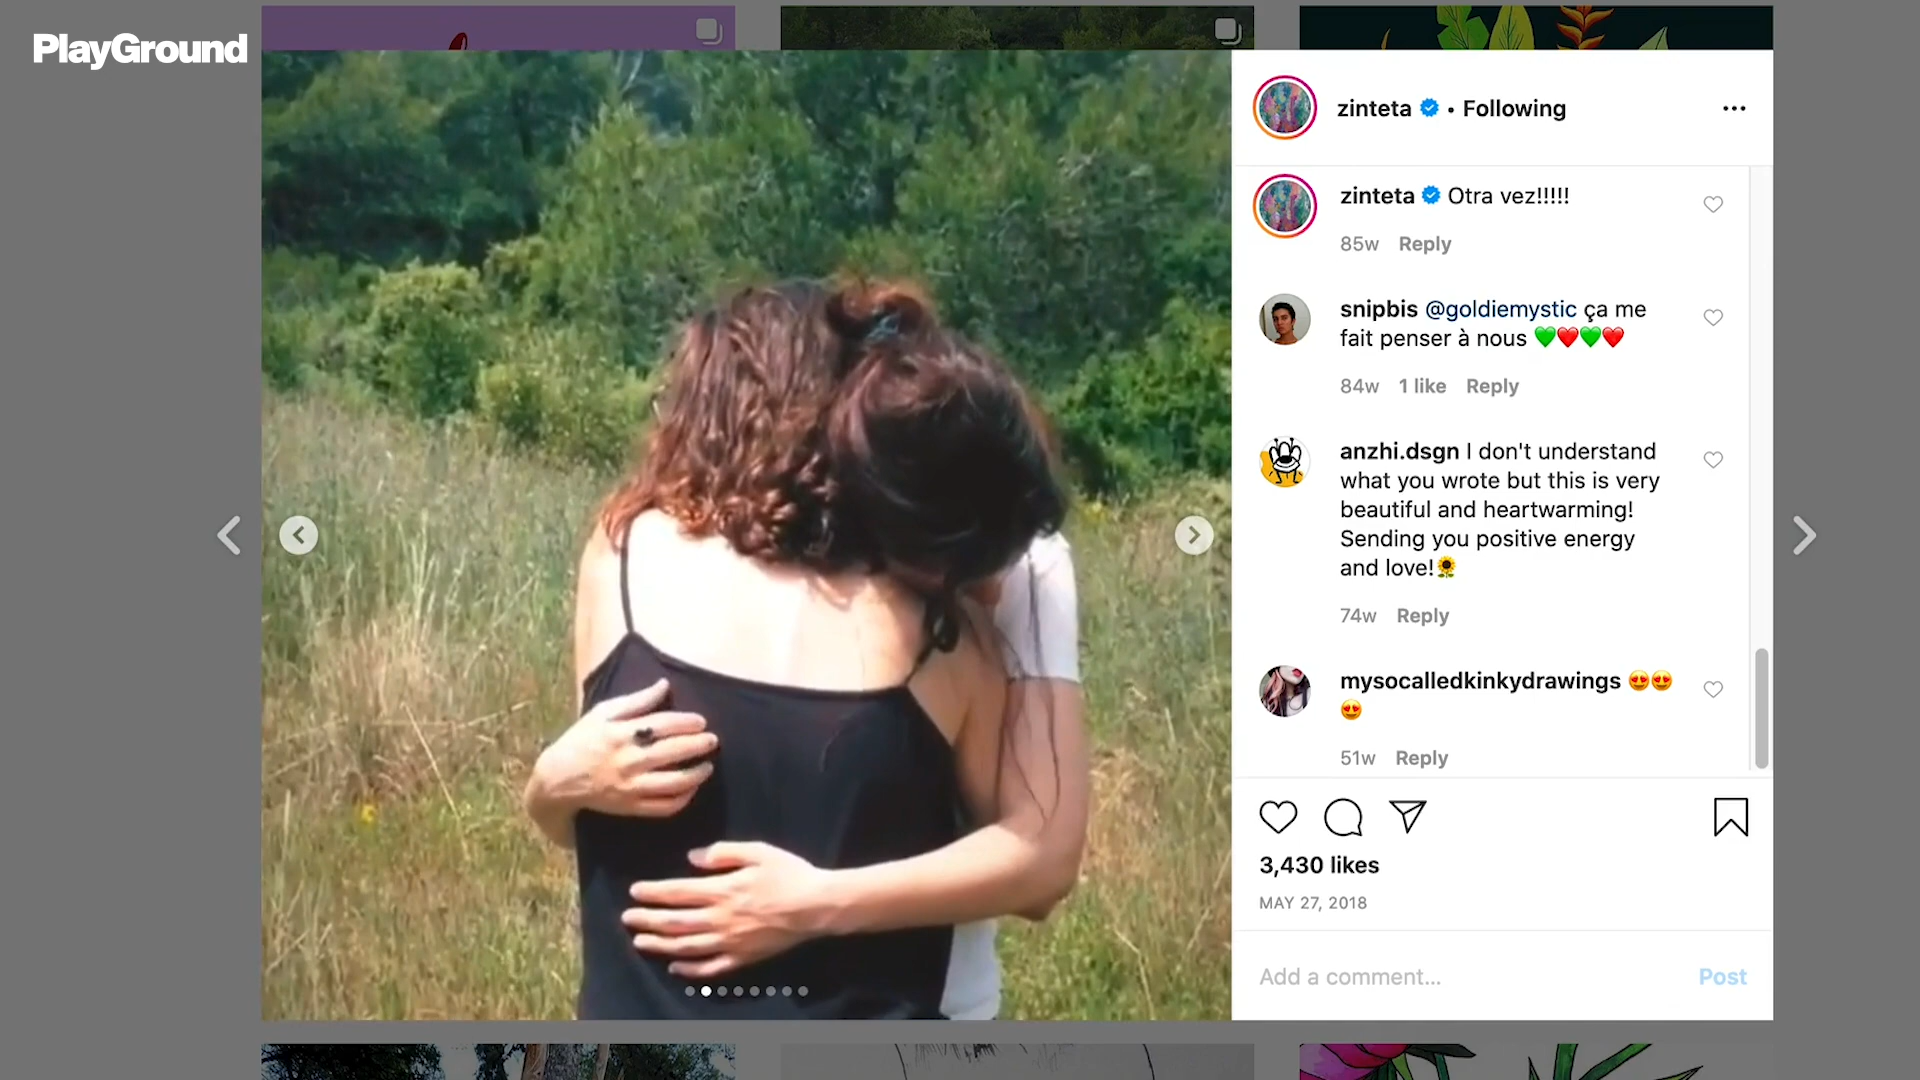 PlayGround
zinteta • Following
zinteta Otra vez!!!!!
85w Reply
snipbis @goldiemystic ça me
fait penser à nous 💚❤️💚❤️
84w 1 like Reply
anzhi.dsgn I don't understand
what you wrote but this is very
beautiful and heartwarming!
Sending you positive energy
and love!🌻
74w Reply
mysocalledkinkydrawings 😍😍
😍
51w Reply
3,430 likes
MAY 27, 2018
Add a comment...
Post